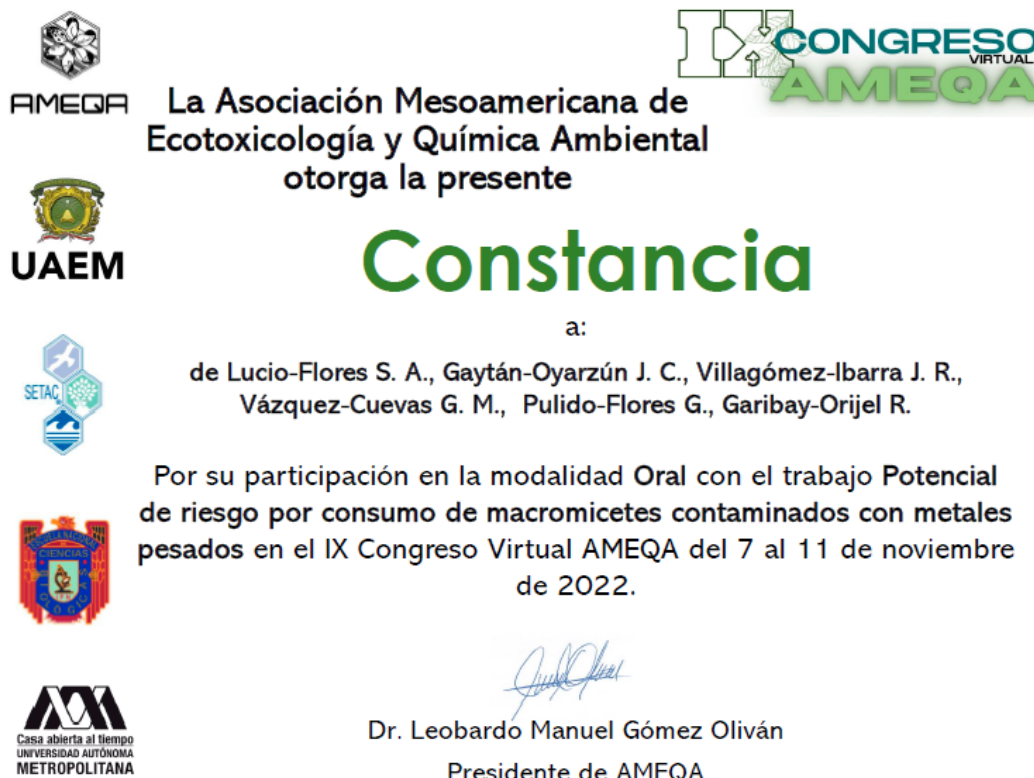 IX CONGRESO
VIRTUAL
AMEQA
AMEQA
La Asociación Mesoamericana de
Ecotoxicología y Química Ambiental
otorga la presente
UAEM
Constancia
a:
SETAC
de Lucio-Flores S. A., Gaytán-Oyarzún J. C., Villagómez-Ibarra J. R.,
Vázquez-Cuevas G. M., Pulido-Flores G., Garibay-Orijel R.
Por su participación en la modalidad Oral con el trabajo Potencial
de riesgo por consumo de macromicetes contaminados con metales
pesados en el IX Congreso Virtual AMEQA del 7 al 11 de noviembre
de 2022.
CIENCIAS
Dr. Leobardo Manuel Gómez Oliván
Presidente de AMEQA
Casa abierta al tiempo
UNIVERSIDAD AUTÓNOMA
METROPOLITANA